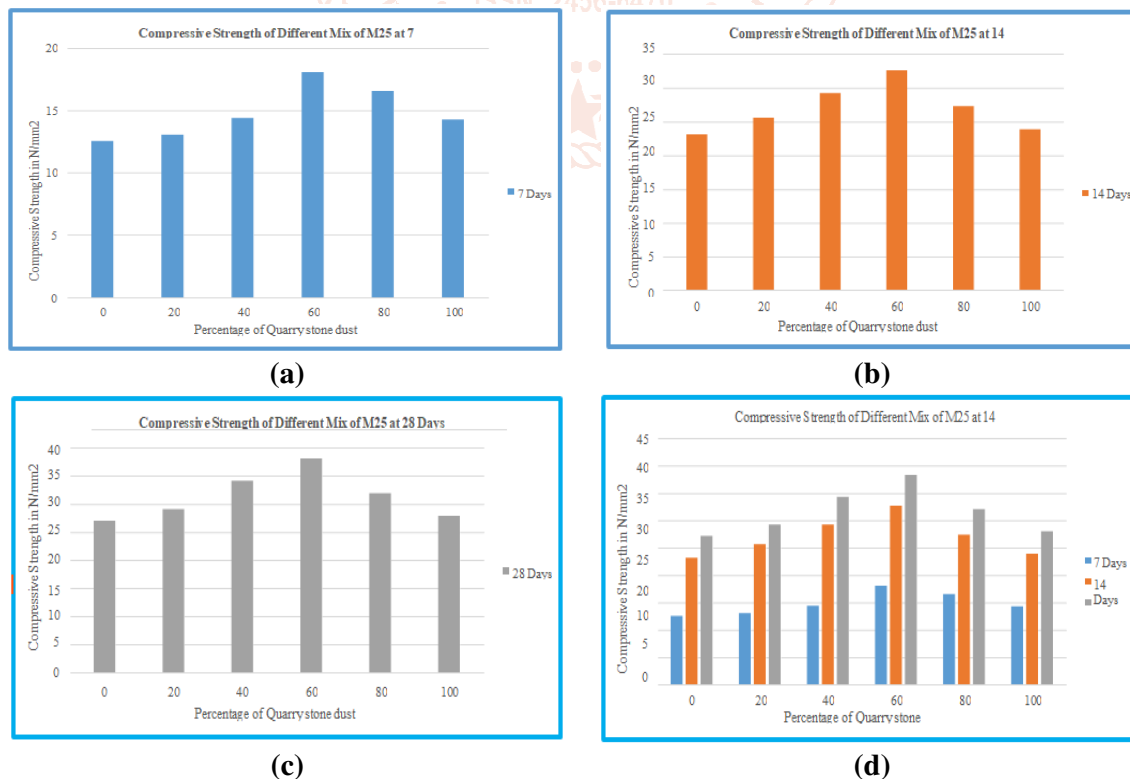 Compressive Strength of Different Mix of M25 at 7
Compressive Strength in N/mm2
20
15
10
5
0
0 20 40 60 80 100
Percentage of Quarry stone dust
7 Days
(a)
Compressive Strength of Different Mix of M25 at 14
Compressive Strength in N/mm2
35
30
25
20
15
10
5
0
0 20 40 60 80 100
Percentage of Quarry stone dust
14 Days
(b)
Compressive Strength of Different Mix of M25 at 28 Days
Compressive Strength in N/mm2
40
35
30
25
20
15
10
5
0
0 20 40 60 80 100
Percentage of Quarry stone dust
28 Days
(c)
Compressive Strength of Different Mix of M25 at 14
Compressive Strength in N/mm2
45
40
35
30
25
20
15
10
5
0
0 20 40 60 80 100
Percentage of Quarry stone
7 Days
14
Days
(d)